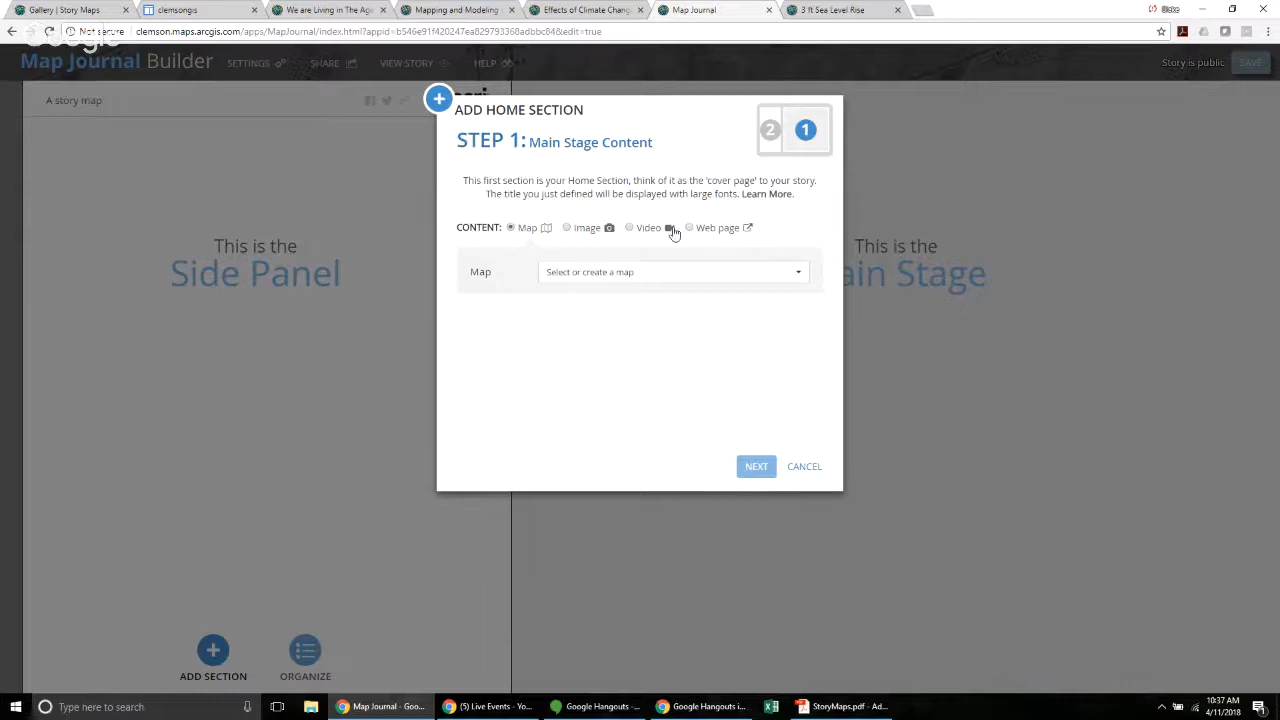 Gallery | Story Maps
clemsongis
We are Living in The Age
Mapping and Modeling
Effects of Climate Chang
Map Journal
3 ft Sea Level Rise
Blake
Not secure
clemson.maps.arcgis.com/apps/MapJournal/index.html?appid=b546e91f420247ea829793368adbbc84&edit=true
Map Journal Builder
SETTINGS
SHARE
VIEW STORY
HELP
Story is public
SAVE
A story map
ADD HOME SECTION
STEP 1: Main Stage Content
2
1
This first section is your Home Section, think of it as the 'cover page' to your story.
The title you just defined will be displayed with large fonts. Learn More.
CONTENT: Map Image Video Web page
Map
Select or create a map
This is the
Side Panel
This is the
ain Stage
NEXT
CANCEL
ADD SECTION
ORGANIZE
Type here to search
Map Journal - Goo...
(5) Live Events - Yo...
Google Hangouts -...
Google Hangouts i...
StoryMaps.pdf - Ad...
10:37 AM
4/11/2018